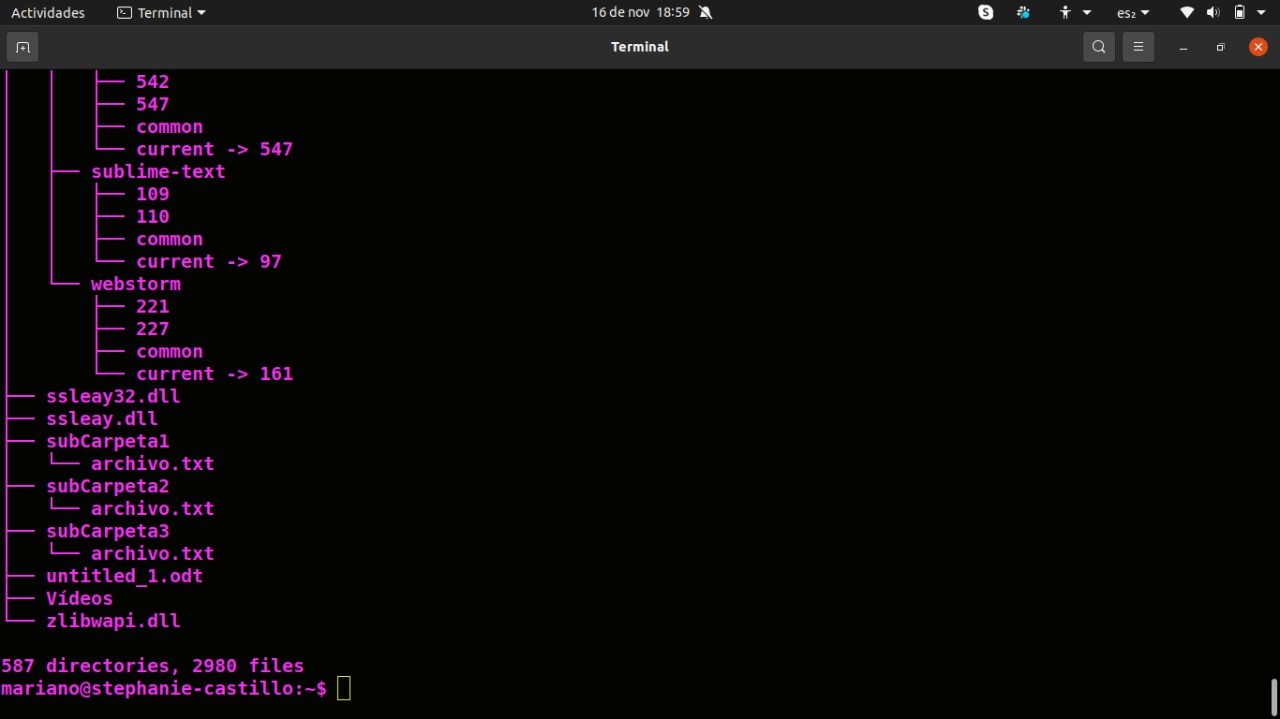 Actividades Terminal 16 de nov 18:59 es₂
Terminal
├── 542
├── 547
├── common
└── current -> 547
├── sublime-text
├── 109
├── 110
├── common
└── current -> 97
└── webstorm
├── 221
├── 227
├── common
└── current -> 161
├── ssleay32.dll
├── ssleay.dll
├── subCarpeta1
└── archivo.txt
├── subCarpeta2
└── archivo.txt
├── subCarpeta3
└── archivo.txt
├── untitled_1.odt
├── Vídeos
└── zlibwapi.dll
587 directories, 2980 files
mariano@stephanie-castillo:~$